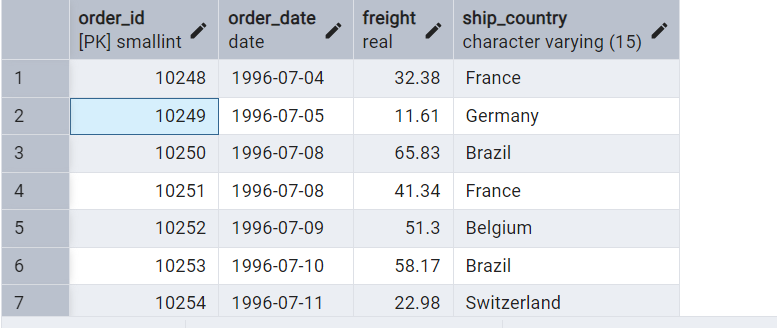 order_id order_date freight ship_country
[PK] smallint date real character varying (15)
1 10248 1996-07-04 32.38 France
2 10249 1996-07-05 11.61 Germany
3 10250 1996-07-08 65.83 Brazil
4 10251 1996-07-08 41.34 France
5 10252 1996-07-09 51.3 Belgium
6 10253 1996-07-10 58.17 Brazil
7 10254 1996-07-11 22.98 Switzerland